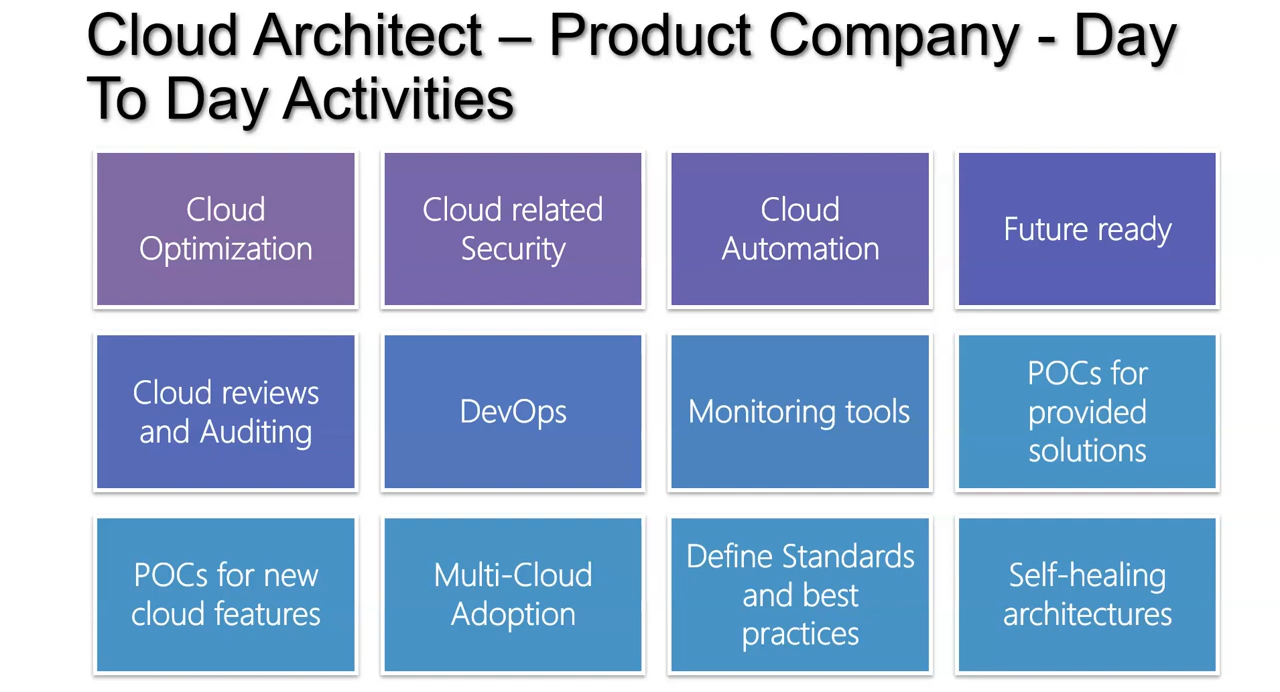 Cloud Architect – Product Company - Day
To Day Activities
Cloud
Optimization
Cloud related
Security
Cloud
Automation
Future ready
Cloud reviews
and Auditing
DevOps
Monitoring tools
POCs for
provided
solutions
POCs for new
cloud features
Multi-Cloud
Adoption
Define Standards
and best
practices
Self-healing
architectures